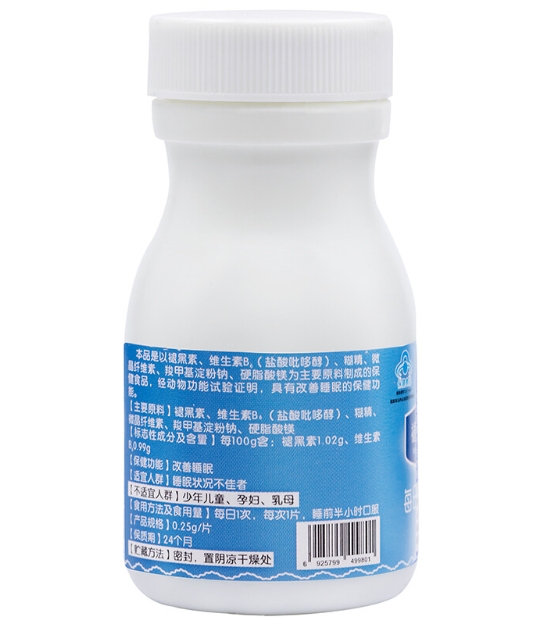 本品是以褪黑素、维生素B₆（盐酸吡哆醇）、糊精、微
晶纤维素、羧甲基淀粉钠、硬脂酸镁为主要原料制成的保
健食品，经动物功能试验证明，具有改善睡眠的保健功
能。
【主要原料】褪黑素、维生素B₆（盐酸吡哆醇）、糊精、
微晶纤维素、羧甲基淀粉钠、硬脂酸镁
【标志性成分及含量】每100g含：褪黑素1.02g、维生素
B₆0.99g
【保健功能】改善睡眠
【适宜人群】睡眠状况不佳者
【不适宜人群】少年儿童、孕妇、乳母
【食用方法及食用量】每日1次，每次1片，睡前半小时口服
【产品规格】0.25g/片
【保质期】24个月
【贮藏方法】密封，置阴凉干燥处
6 925799 499801
每